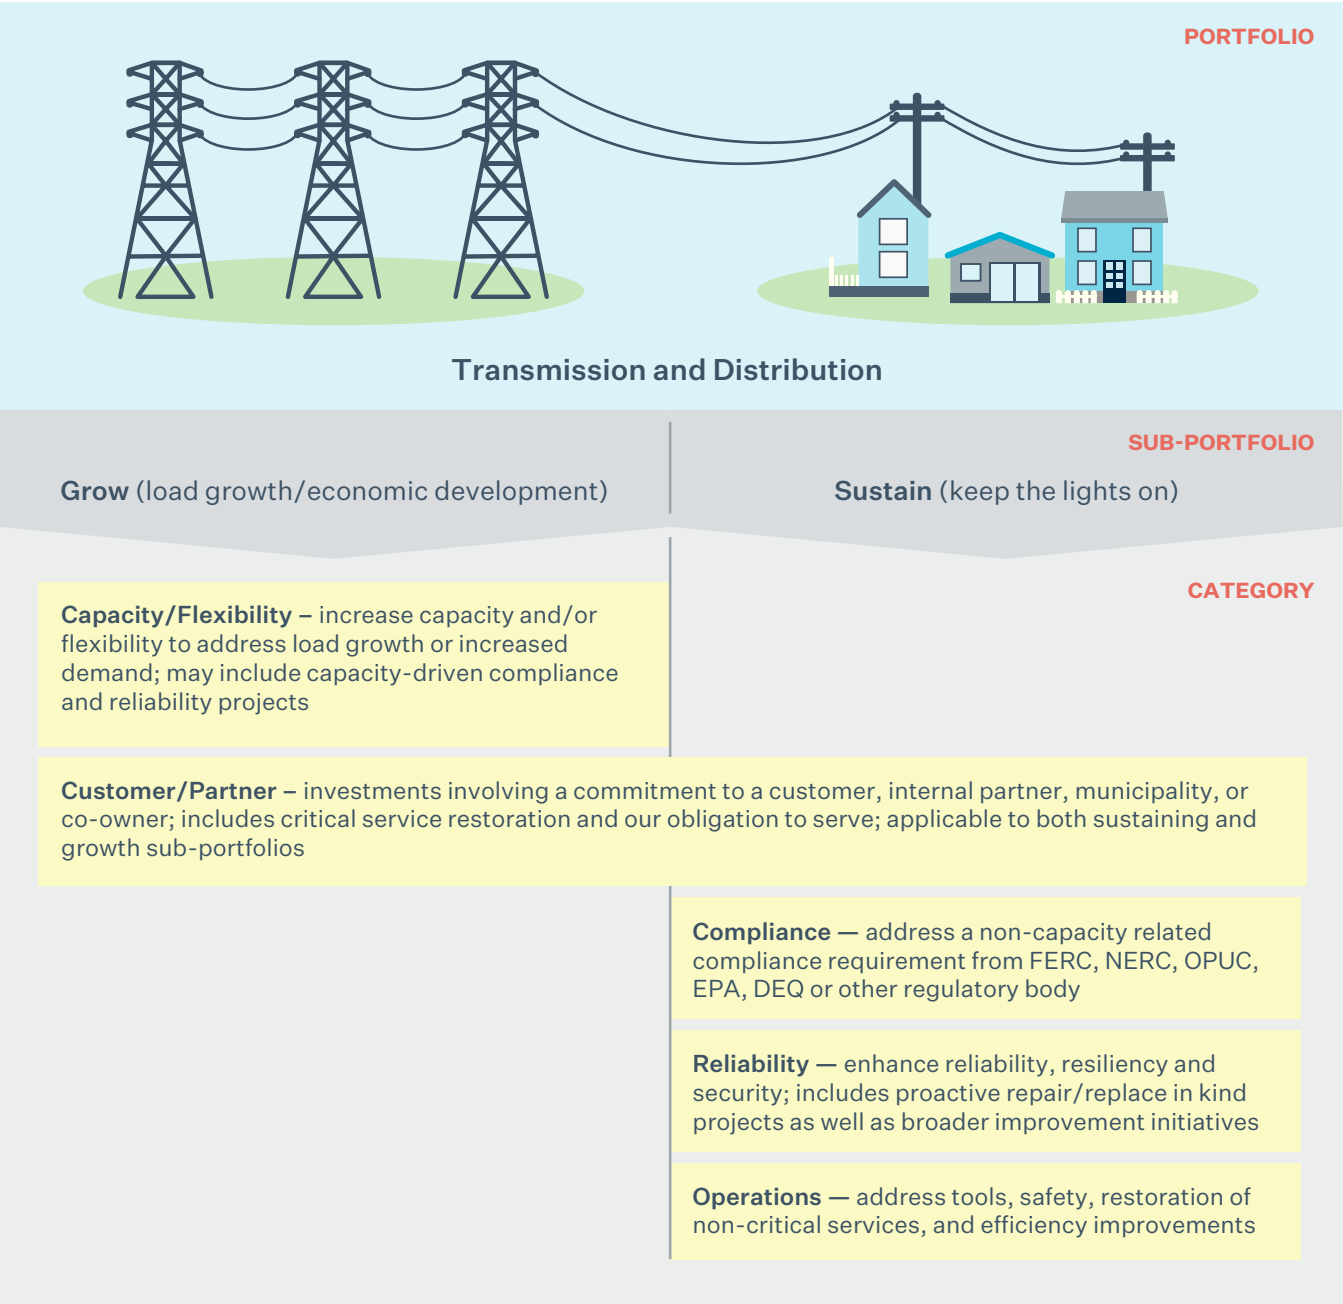 PORTFOLIO
Transmission and Distribution
SUB-PORTFOLIO
Grow (load growth/economic development)
Sustain (keep the lights on)
CATEGORY
Capacity/Flexibility – increase capacity and/or
flexibility to address load growth or increased
demand; may include capacity-driven compliance
and reliability projects
Customer/Partner – investments involving a commitment to a customer, internal partner, municipality, or
co-owner; includes critical service restoration and our obligation to serve; applicable to both sustaining and
growth sub-portfolios
Compliance — address a non-capacity related
compliance requirement from FERC, NERC, OPUC,
EPA, DEQ or other regulatory body
Reliability — enhance reliability, resiliency and
security; includes proactive repair/replace in kind
projects as well as broader improvement initiatives
Operations — address tools, safety, restoration of
non-critical services, and efficiency improvements